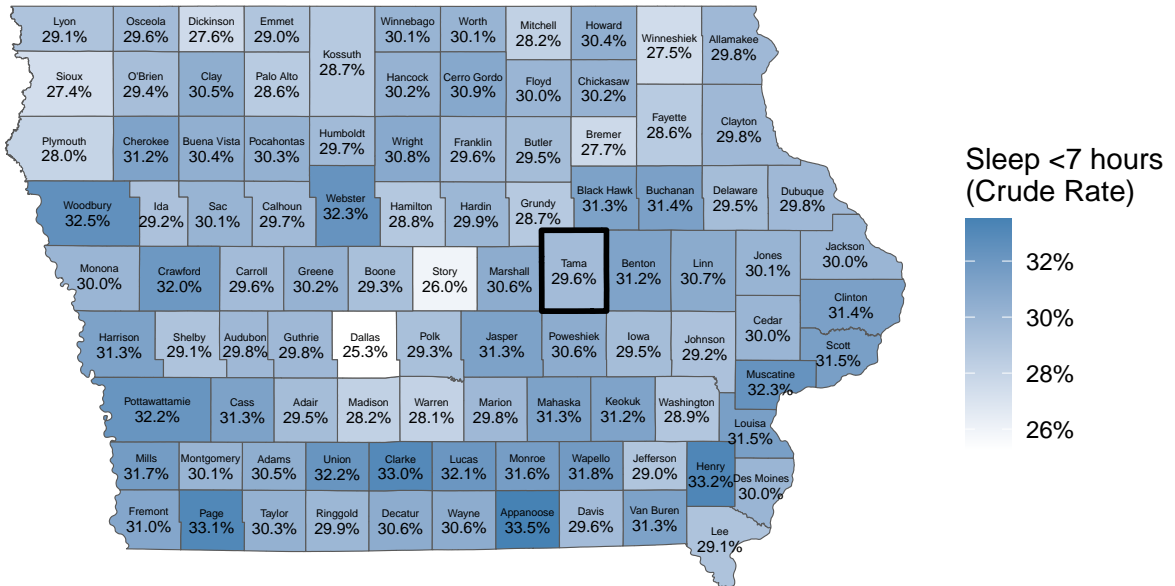 Lyon
29.1%
Osceola
29.6%
Dickinson
27.6%
Emmet
29.0%
Kossuth
28.7%
Winnebago
30.1%
Worth
30.1%
Mitchell
28.2%
Howard
30.4%
Winneshiek
27.5%
Allamakee
29.8%
Sioux
27.4%
O'Brien
29.4%
Clay
30.5%
Palo Alto
28.6%
Hancock
30.2%
Cerro Gordo
30.9%
Floyd
30.0%
Chickasaw
30.2%
Fayette
28.6%
Clayton
29.8%
Plymouth
28.0%
Cherokee
31.2%
Buena Vista
30.4%
Pocahontas
30.3%
Humboldt
29.7%
Wright
30.8%
Franklin
29.6%
Butler
29.5%
Bremer
27.7%
Woodbury
32.5%
Ida
29.2%
Sac
30.1%
Calhoun
29.7%
Webster
32.3%
Hamilton
28.8%
Hardin
29.9%
Grundy
28.7%
Black Hawk
31.3%
Buchanan
31.4%
Delaware
29.5%
Dubuque
29.8%
Monona
30.0%
Crawford
32.0%
Carroll
29.6%
Greene
30.2%
Boone
29.3%
Story
26.0%
Marshall
30.6%
Tama
29.6%
Benton
31.2%
Linn
30.7%
Jones
30.1%
Jackson
30.0%
Clinton
31.4%
Harrison
31.3%
Shelby
29.1%
Audubon
29.8%
Guthrie
29.8%
Dallas
25.3%
Polk
29.3%
Jasper
31.3%
Poweshiek
30.6%
Iowa
29.5%
Johnson
29.2%
Cedar
30.0%
Scott
31.5%
Muscatine
32.3%
Pottawattamie
32.2%
Cass
31.3%
Adair
29.5%
Madison
28.2%
Warren
28.1%
Marion
29.8%
Mahaska
31.3%
Keokuk
31.2%
Washington
28.9%
Louisa
31.5%
Mills
31.7%
Montgomery
30.1%
Adams
30.5%
Union
32.2%
Clarke
33.0%
Lucas
32.1%
Monroe
31.6%
Wapello
31.8%
Jefferson
29.0%
Henry
33.2%
Des Moines
30.0%
Fremont
31.0%
Page
33.1%
Taylor
30.3%
Ringgold
29.9%
Decatur
30.6%
Wayne
30.6%
Appanoose
33.5%
Davis
29.6%
Van Buren
31.3%
Lee
29.1%
Sleep <7 hours
(Crude Rate)
32%
30%
28%
26%